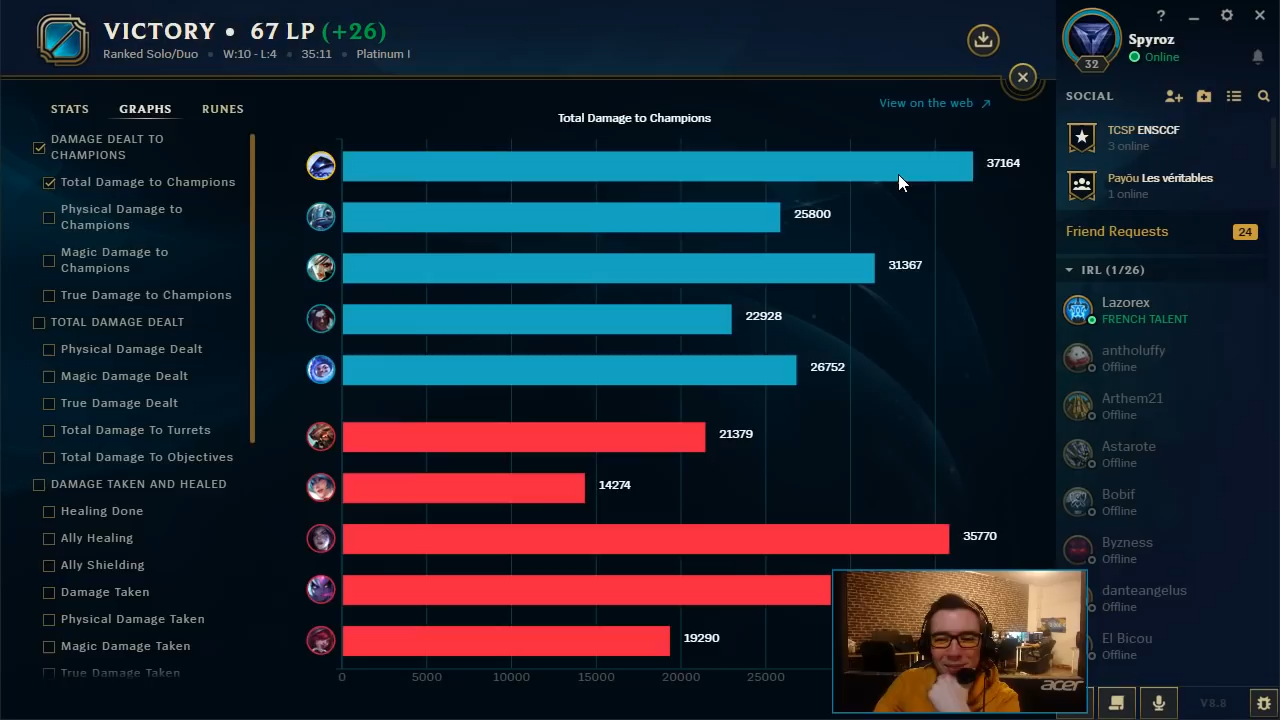 VICTORY • 67 LP (+26)
Ranked Solo/Duo • W:10 - L:4 • 35:11 • Platinum I
STATS GRAPHS RUNES
View on the web
Total Damage to Champions
DAMAGE DEALT TO
CHAMPIONS
Total Damage to Champions
Physical Damage to
Champions
Magic Damage to
Champions
True Damage to Champions
TOTAL DAMAGE DEALT
Physical Damage Dealt
Magic Damage Dealt
True Damage Dealt
Total Damage To Turrets
Total Damage To Objectives
DAMAGE TAKEN AND HEALED
Healing Done
Ally Healing
Ally Shielding
Damage Taken
Physical Damage Taken
Magic Damage Taken
True Damage Taken
37164
25800
31367
22928
26752
21379
14274
35770
19290
0 5000 10000 15000 20000 25000
acer
?
32
Spyroz
Online
SOCIAL
TCSP ENSCCF
3 online
Payōu Les véritables
1 online
Friend Requests 24
IRL (1/26)
Lazorex
FRENCH TALENT
antholuffy
Offline
Arthem21
Offline
Astarote
Offline
Bobif
Offline
Byzness
Offline
danteangelus
Offline
El Bicou
Offline
V8.8